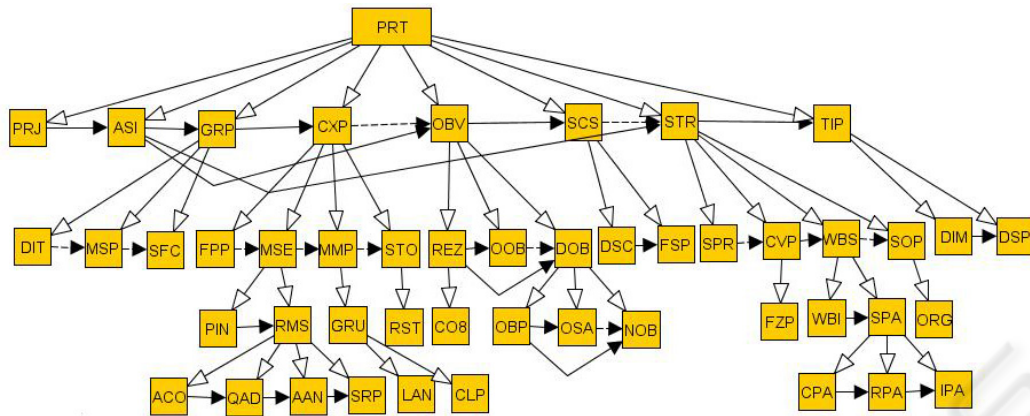 PRT
PRJ ASI GRP CXP OBV SCS STR TIP
DIT MSP SFC FPP MSE MMP STO REZ OOB DOB DSC FSP SPR CVP WBS SOP DIM DSP
PIN RMS GRU RST CO8 OBP OSA NOB FZP WBI SPA ORG
ACO QAD AAN SRP LAN CLP CPA RPA IPA